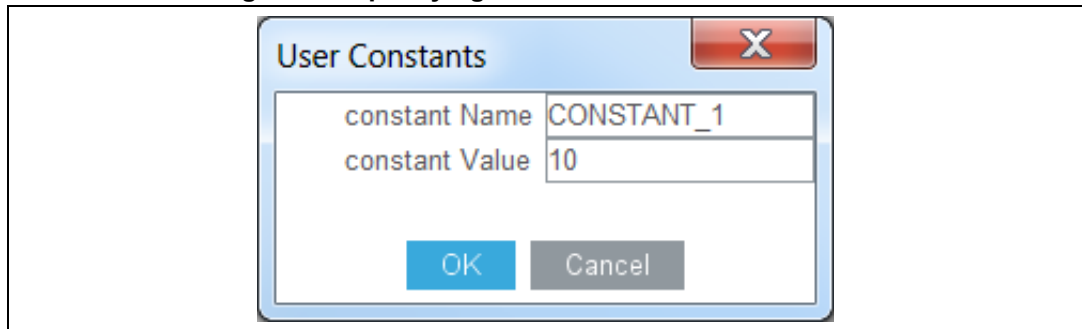 User Constants
constant Name CONSTANT_1
constant Value 10
OK Cancel